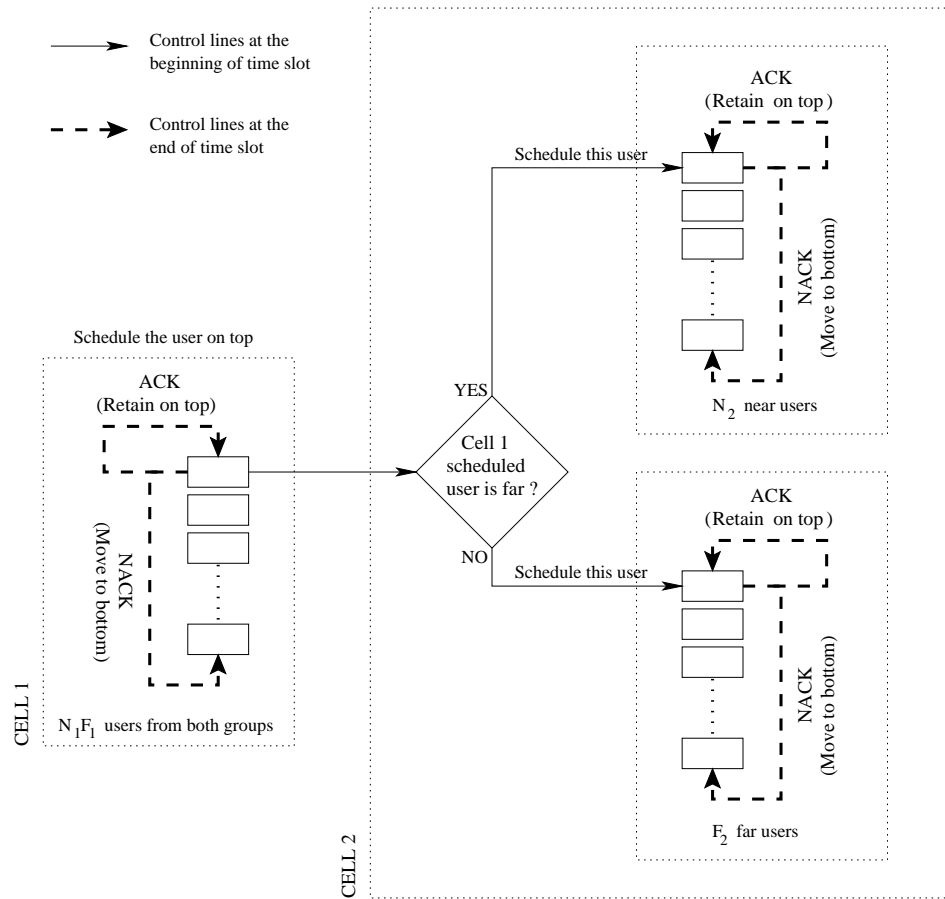 Control lines at the
beginning of time slot
Control lines at the
end of time slot
Schedule the user on top
ACK
(Retain on top)
NACK
(Move to bottom)
N1F1 users from both groups
CELL 1
YES
Cell 1
scheduled
user is far ?
NO
Schedule this user
ACK
(Retain on top)
NACK
(Move to bottom)
N2 near users
Schedule this user
ACK
(Retain on top)
NACK
(Move to bottom)
F2 far users
CELL 2